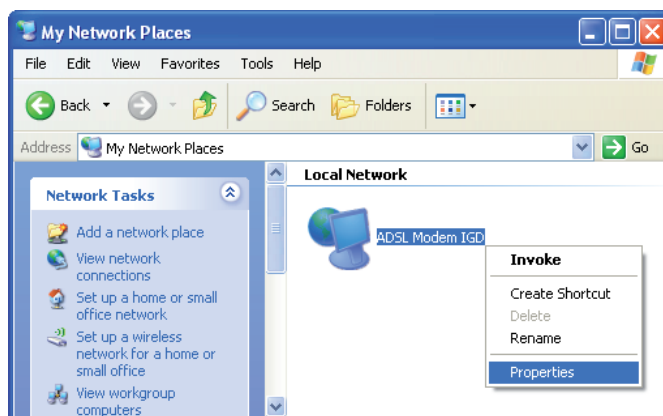 My Network Places
File Edit View Favorites Tools Help
Back Search Folders
Address My Network Places Go
Network Tasks
Add a network place
View network
connections
Set up a home or small
office network
Set up a wireless
network for a home or
small office
View workgroup
computers
Local Network
ADSL Modem IGD
Invoke
Create Shortcut
Delete
Rename
Properties